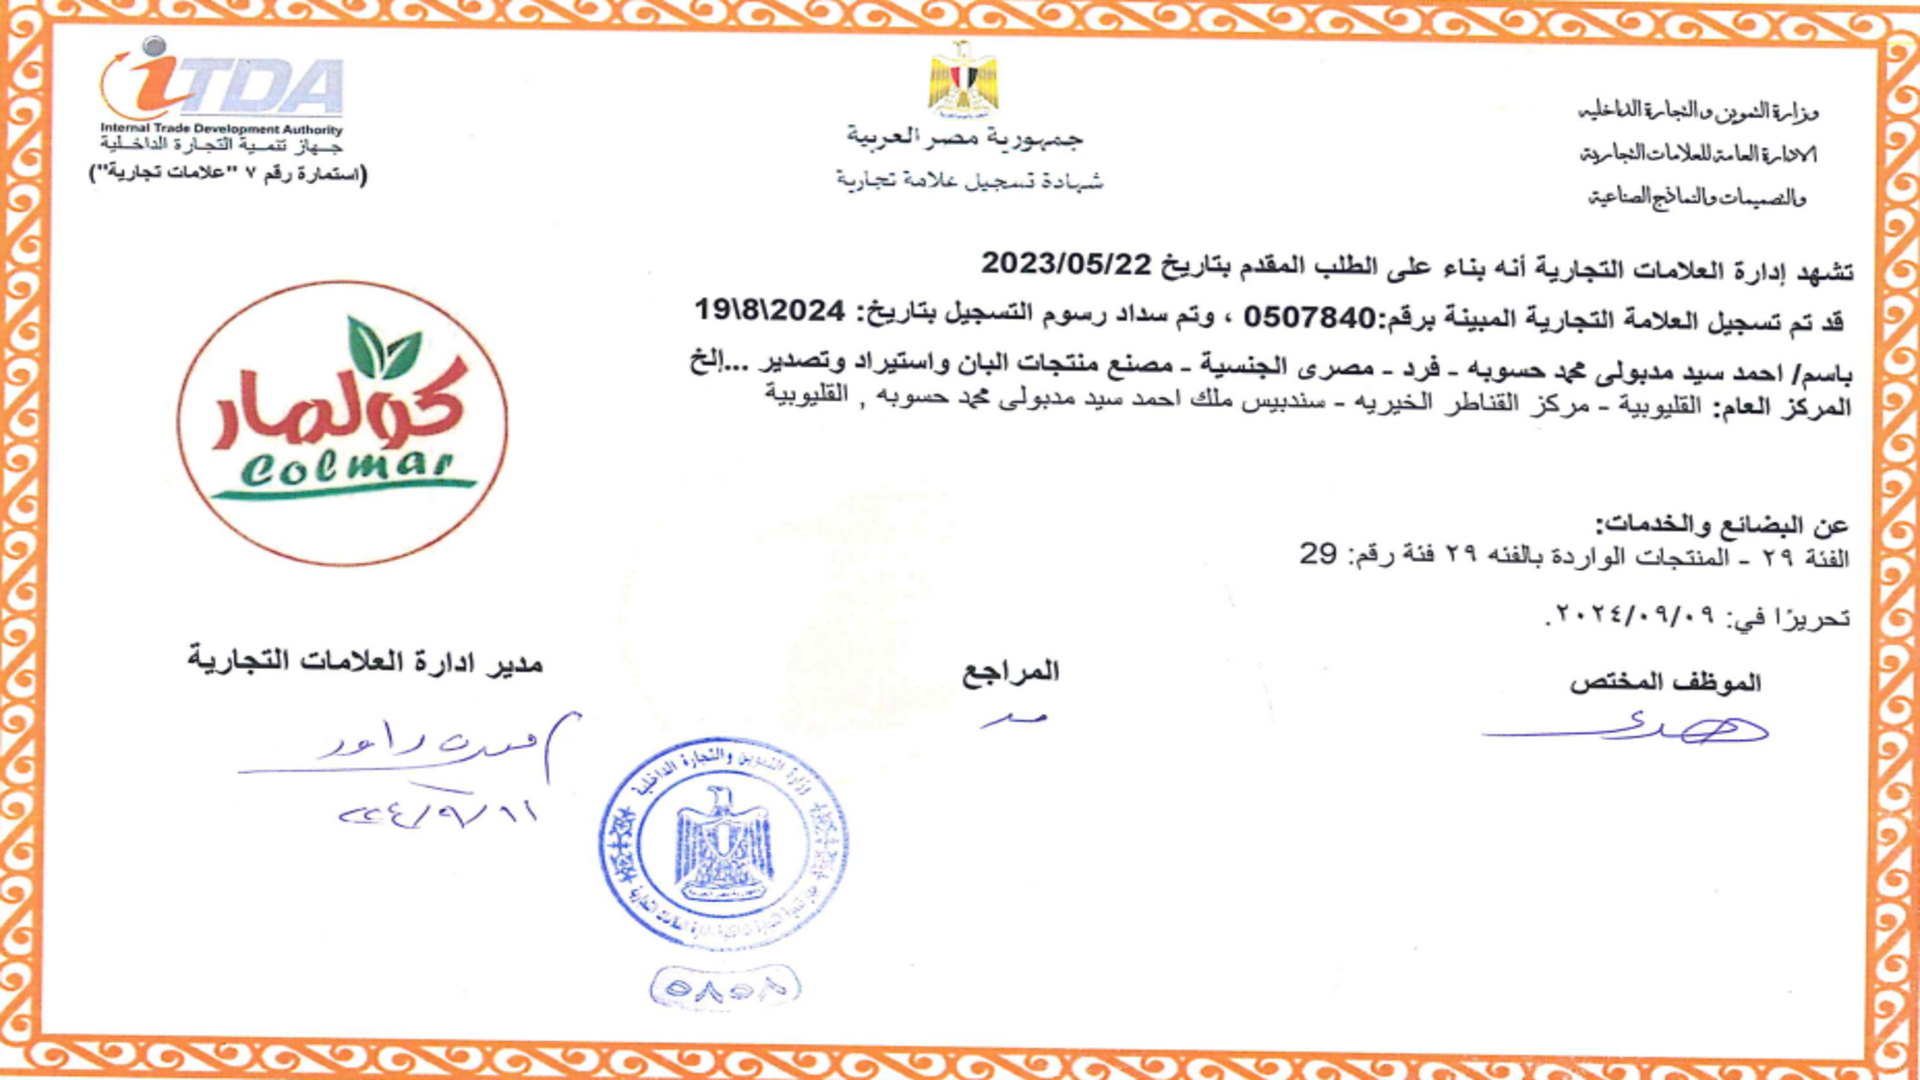 iTDA
Internal Trade Development Authority
جهاز تنمية التجارة الداخلية
(استمارة رقم ٧ "علامات تجارية")
جمهورية مصر العربية
شهادة تسجيل علامة تجارية
وزارة التموين والتجارة الداخلية
الادارة العامة للعلامات التجارية
والتصميمات والنماذج الصناعية
تشهد إدارة العلامات التجارية أنه بناء على الطلب المقدم بتاريخ 2023/05/22
قد تم تسجيل العلامة التجارية المبينة برقم:0507840 ، وتم سداد رسوم التسجيل بتاريخ: 2024\8\19
باسم/ احمد سيد مدبولى محمد حسوبه - فرد - مصرى الجنسية - مصنع منتجات البان واستيراد وتصدير ...إلخ
المركز العام: القليوبية - مركز القناطر الخيريه - سندبيس ملك احمد سيد مدبولى محمد حسوبه , القليوبية
كولمار
Colmar
عن البضائع والخدمات:
الفئة ٢٩ - المنتجات الواردة بالفئه ٢٩ فئة رقم: 29
تحريرًا في: ٢٠٢٤/٠٩/٠٩.
الموظف المختص
المراجع
مدير ادارة العلامات التجارية
٢٠٢٤/٩/١١
وزارة التموين والتجارة الداخلية
٥٨٥٨